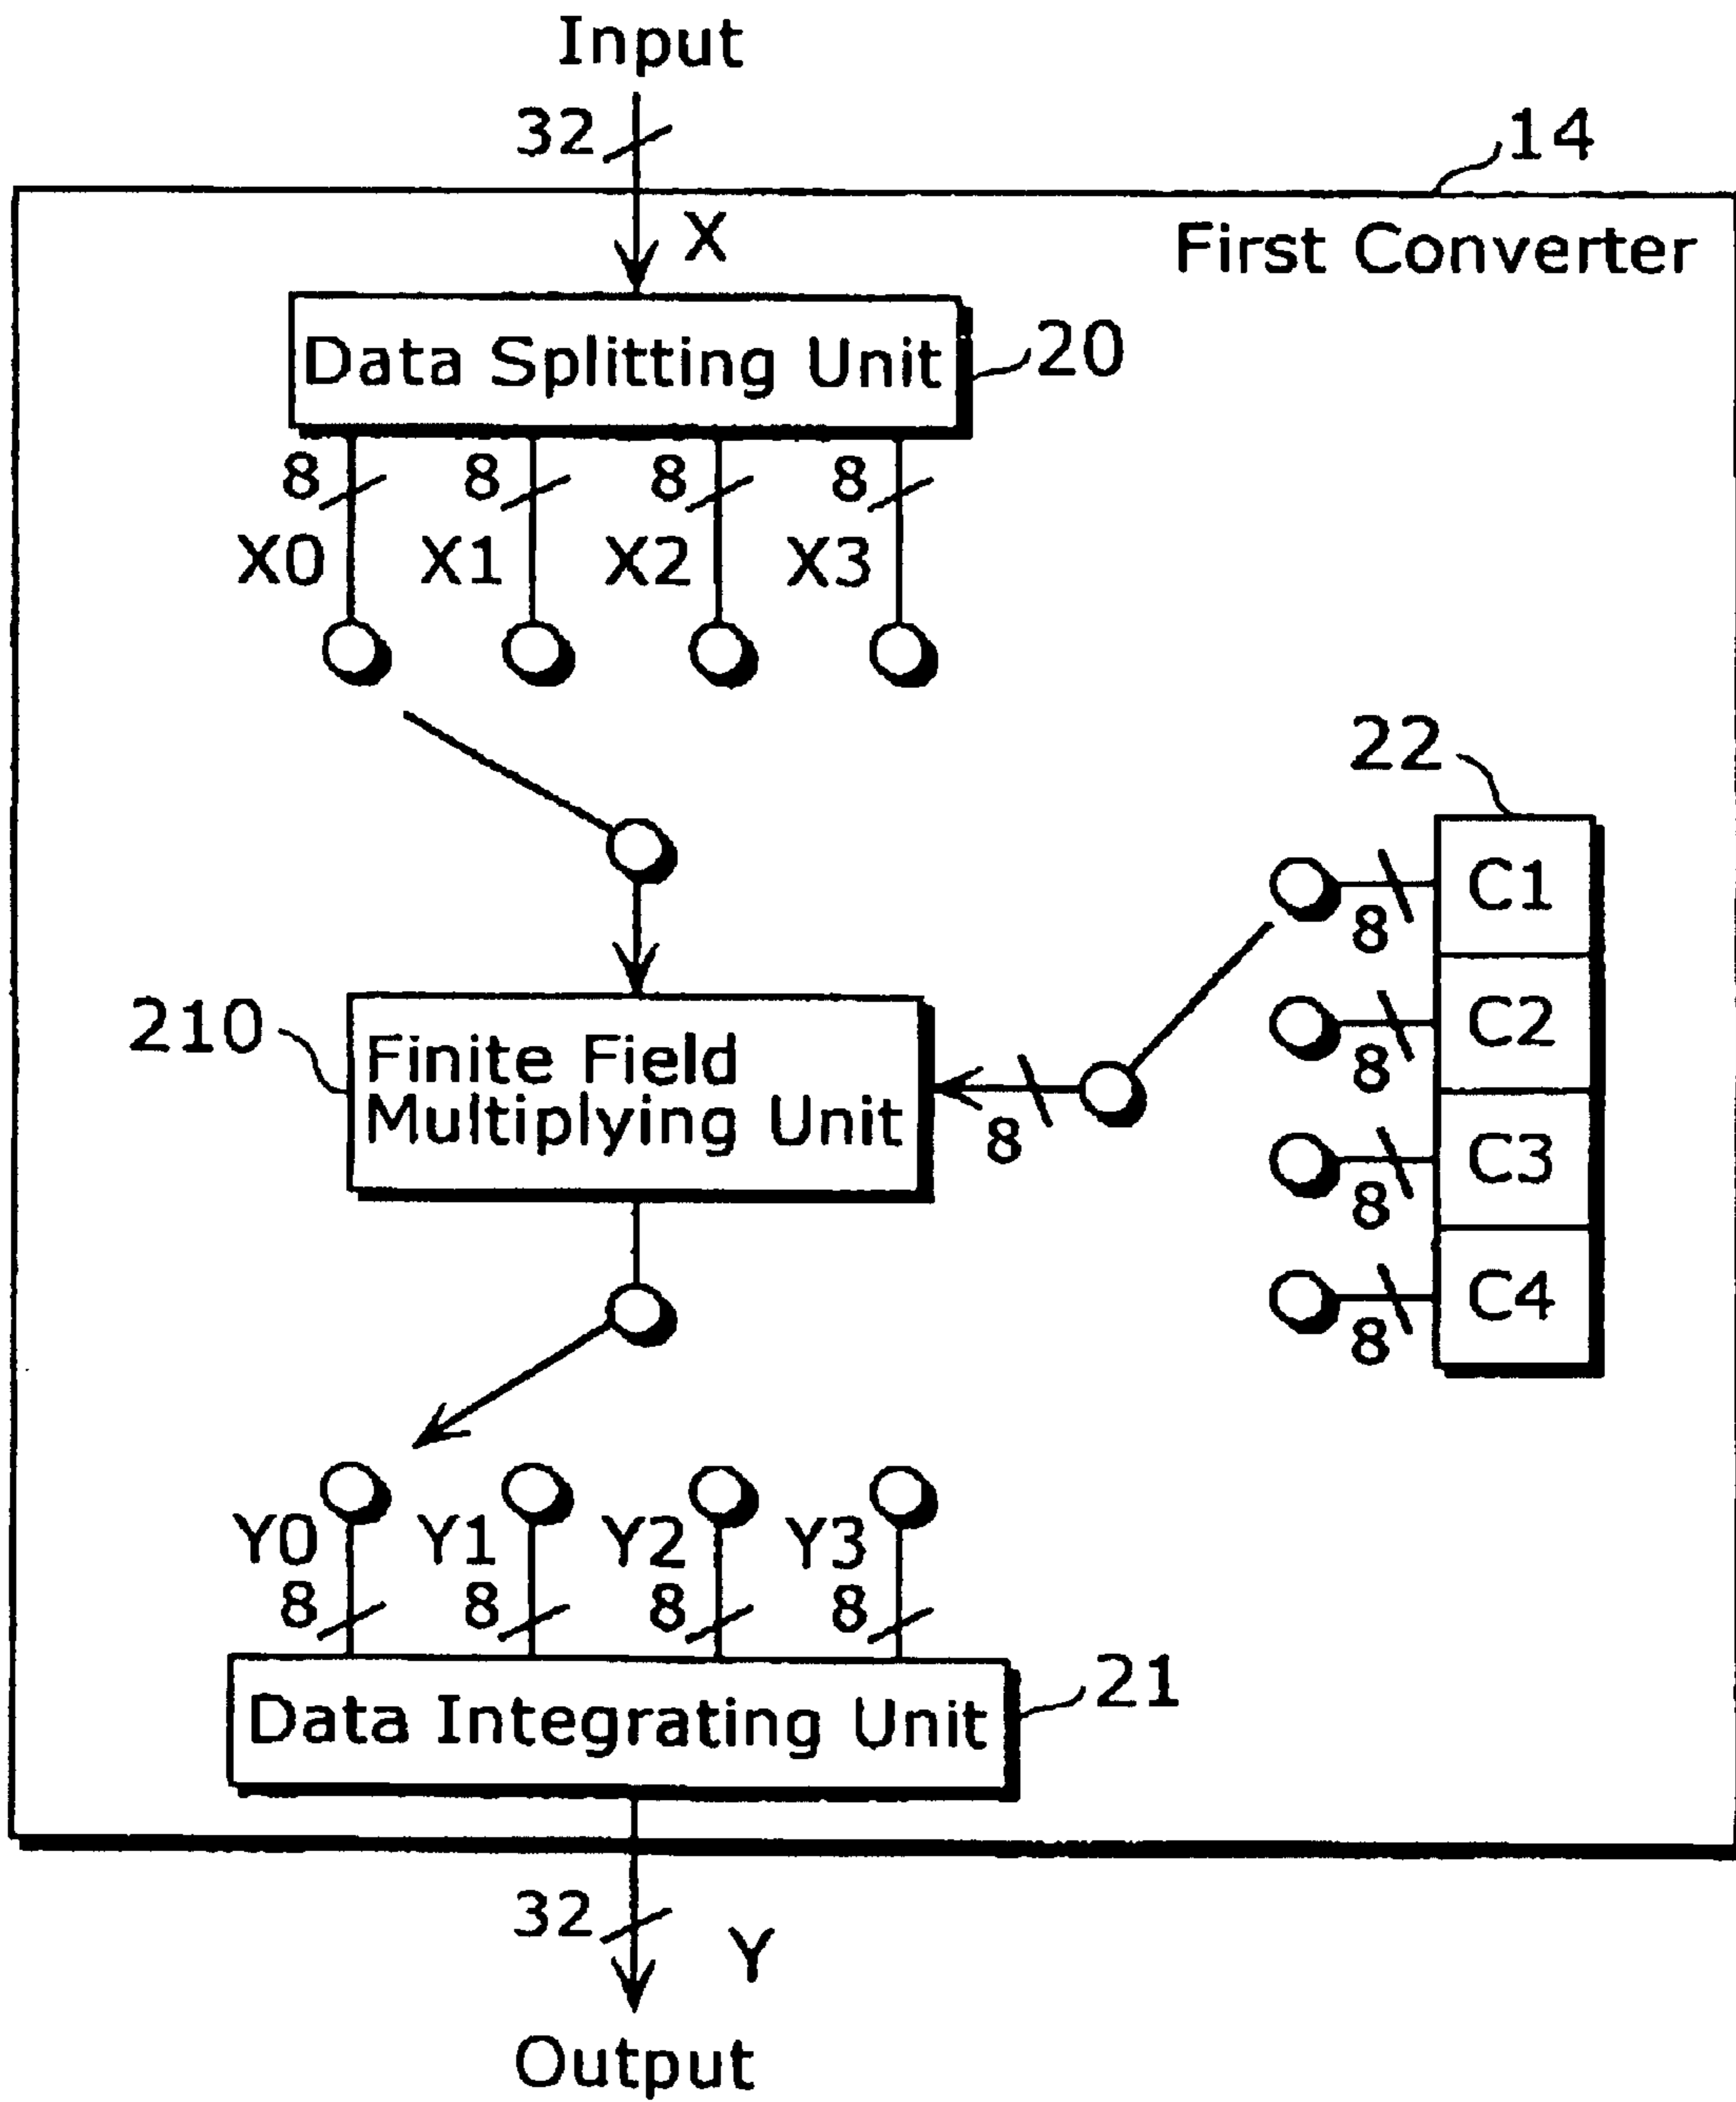 Input
32
14
X
First Converter
Data Splitting Unit
20
8 8 8 8
X0 X1 X2 X3
22
C1
8
C2
8
C3
8
C4
8
210
Finite Field
Multiplying Unit
8
Y0 Y1 Y2 Y3
8 8 8 8
Data Integrating Unit
21
32
Y
Output